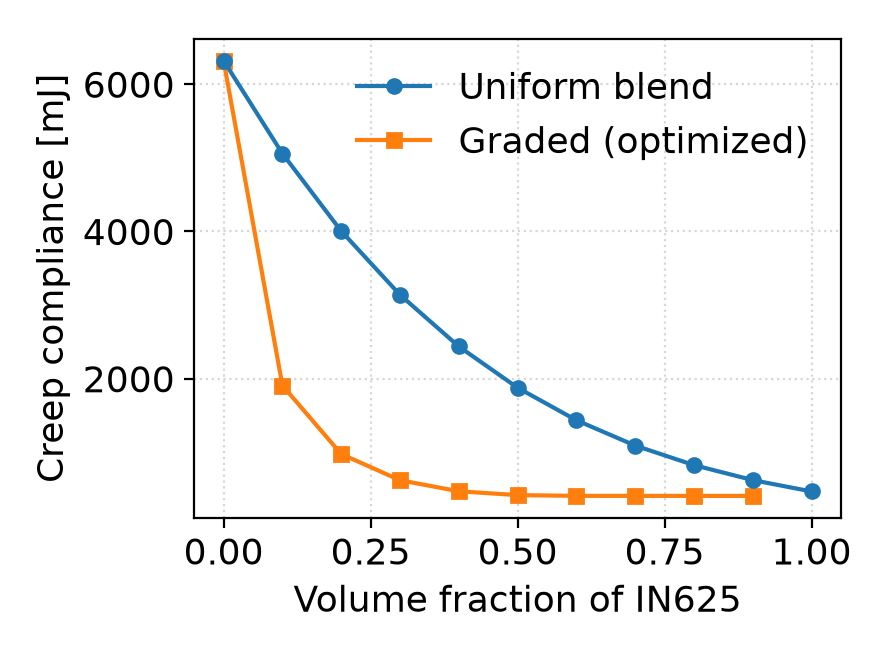 Creep compliance [mJ]
6000
4000
2000
Uniform blend
Graded (optimized)
0.00 0.25 0.50 0.75 1.00
Volume fraction of IN625